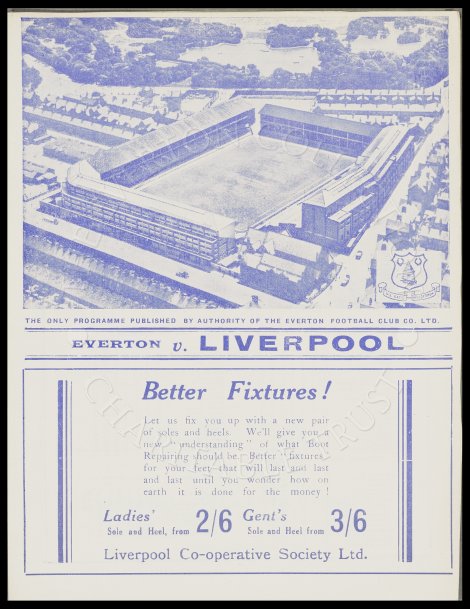 THE ONLY PROGRAMME PUBLISHED BY AUTHORITY OF THE EVERTON FOOTBALL CLUB CO. LTD.
EVERTON v. LIVERPOOL
Better Fixtures!
Let us fix you up with a new pair
of soles and heels. We'll give you a
new "understanding" of what Boot
Repairing should be. Better "fixtures"
for your feet that will last and last
and last until you wonder how on
earth it is done for the money!
Ladies' 2/6 Gent's 3/6
Sole and Heel, from Sole and Heel from
Liverpool Co-operative Society Ltd.